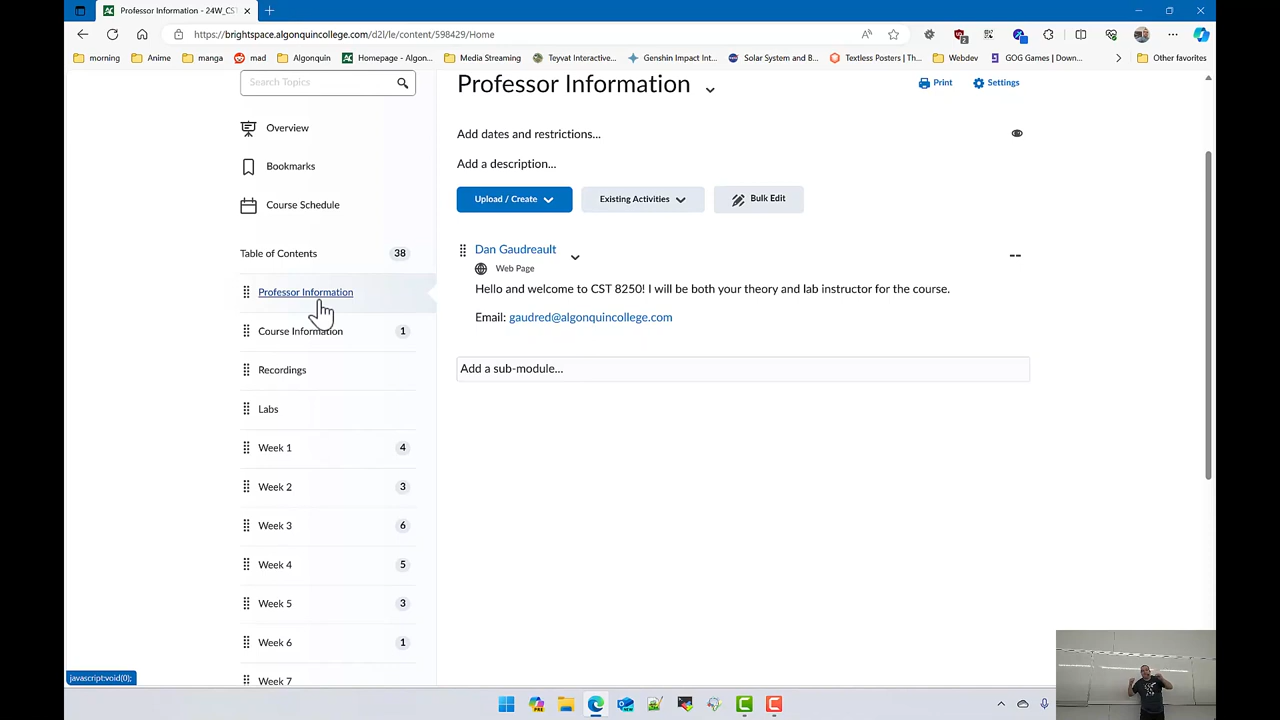 Professor Information - 24W_CS
https://brightspace.algonquincollege.com/d2l/le/content/598429/Home
morning
Anime
manga
mad
Algonquin
Homepage - Algon...
Media Streaming
Teyvat Interactive...
Genshin Impact Int...
Solar System and B...
Textless Posters | Th...
Webdev
GOG Games | Down...
Other favorites
Search Topics
Overview
Bookmarks
Course Schedule
Table of Contents 38
Professor Information
Course Information 1
Recordings
Labs
Week 1 4
Week 2 3
Week 3 6
Week 4 5
Week 5 3
Week 6 1
Week 7
Professor Information
Print
Settings
Add dates and restrictions...
Add a description...
Upload / Create
Existing Activities
Bulk Edit
Dan Gaudreault
Web Page
--
Hello and welcome to CST 8250! I will be both your theory and lab instructor for the course.
Email: gaudred@algonquincollege.com
Add a sub-module...
javascript:void(0);